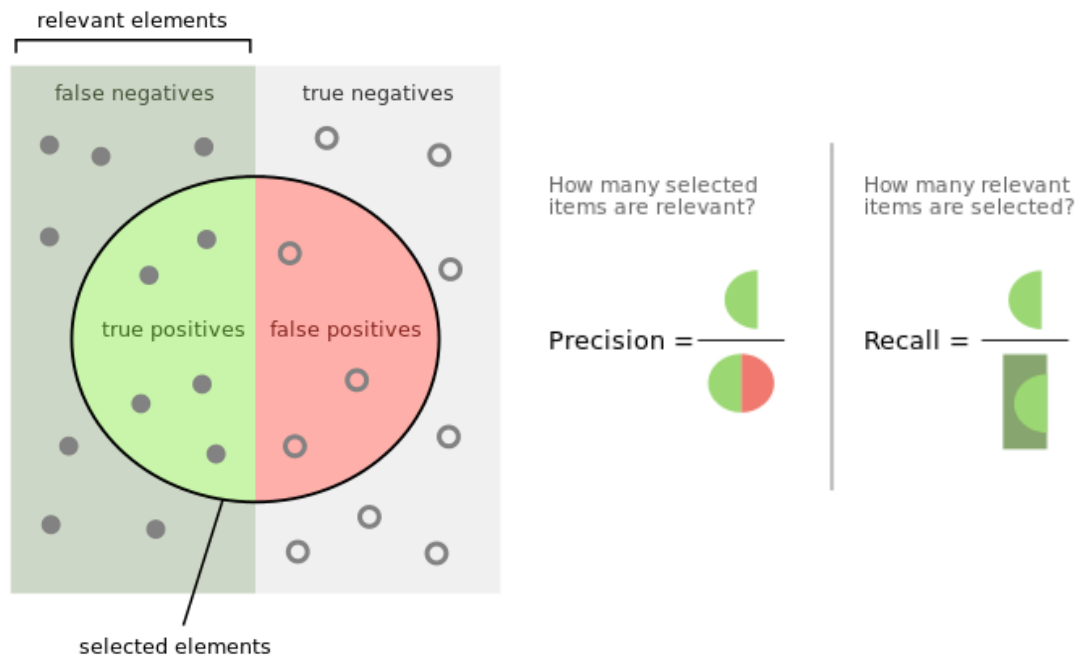 relevant elements
false negatives
true negatives
true positives
false positives
selected elements
How many selected
items are relevant?
Precision =
How many relevant
items are selected?
Recall =